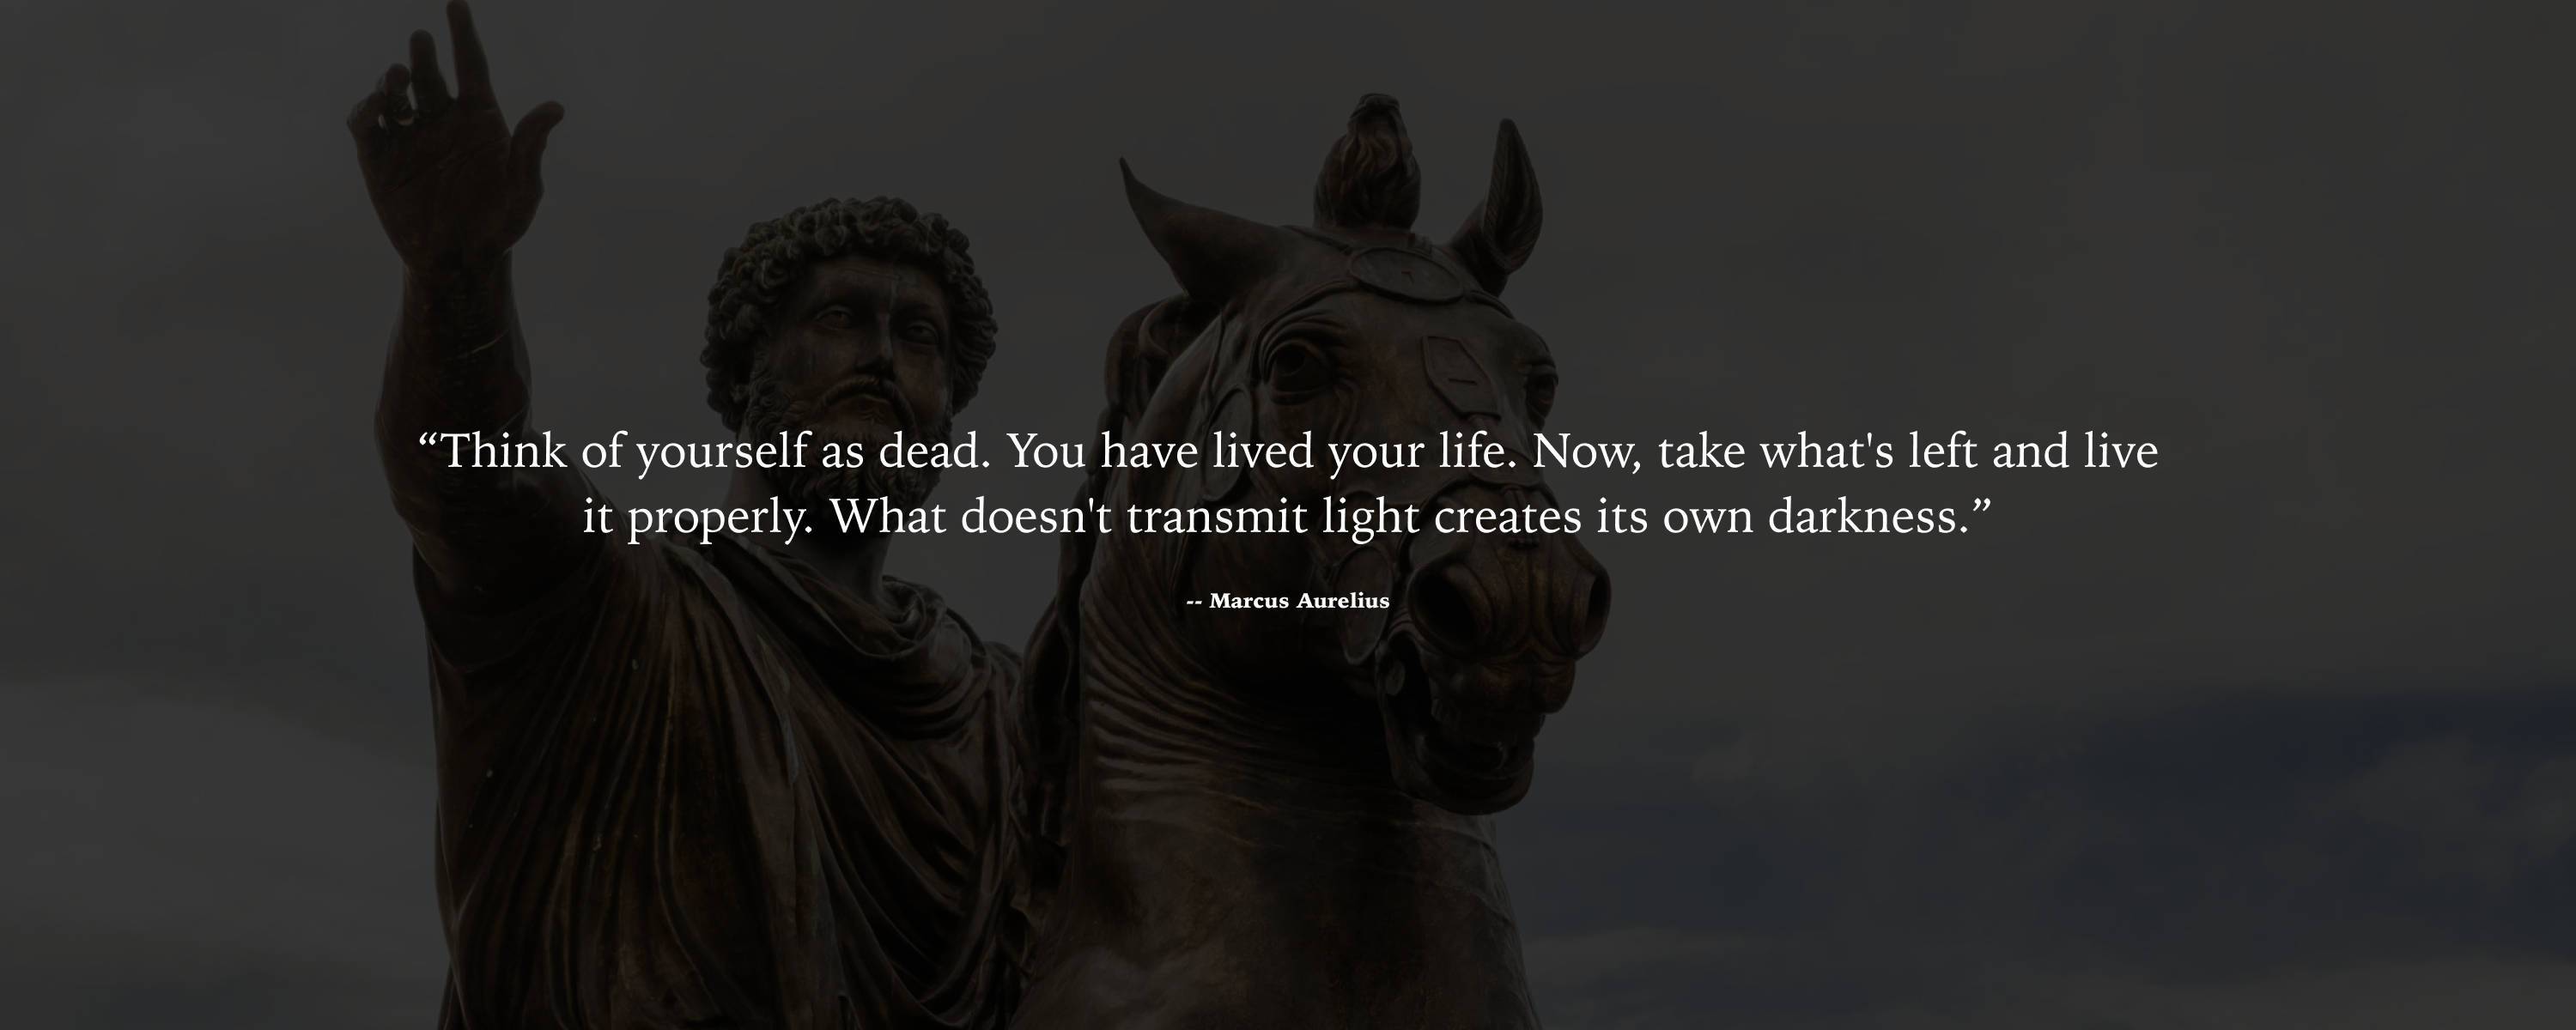 “Think of yourself as dead. You have lived your life. Now, take what's left and live
it properly. What doesn't transmit light creates its own darkness.”
-- Marcus Aurelius